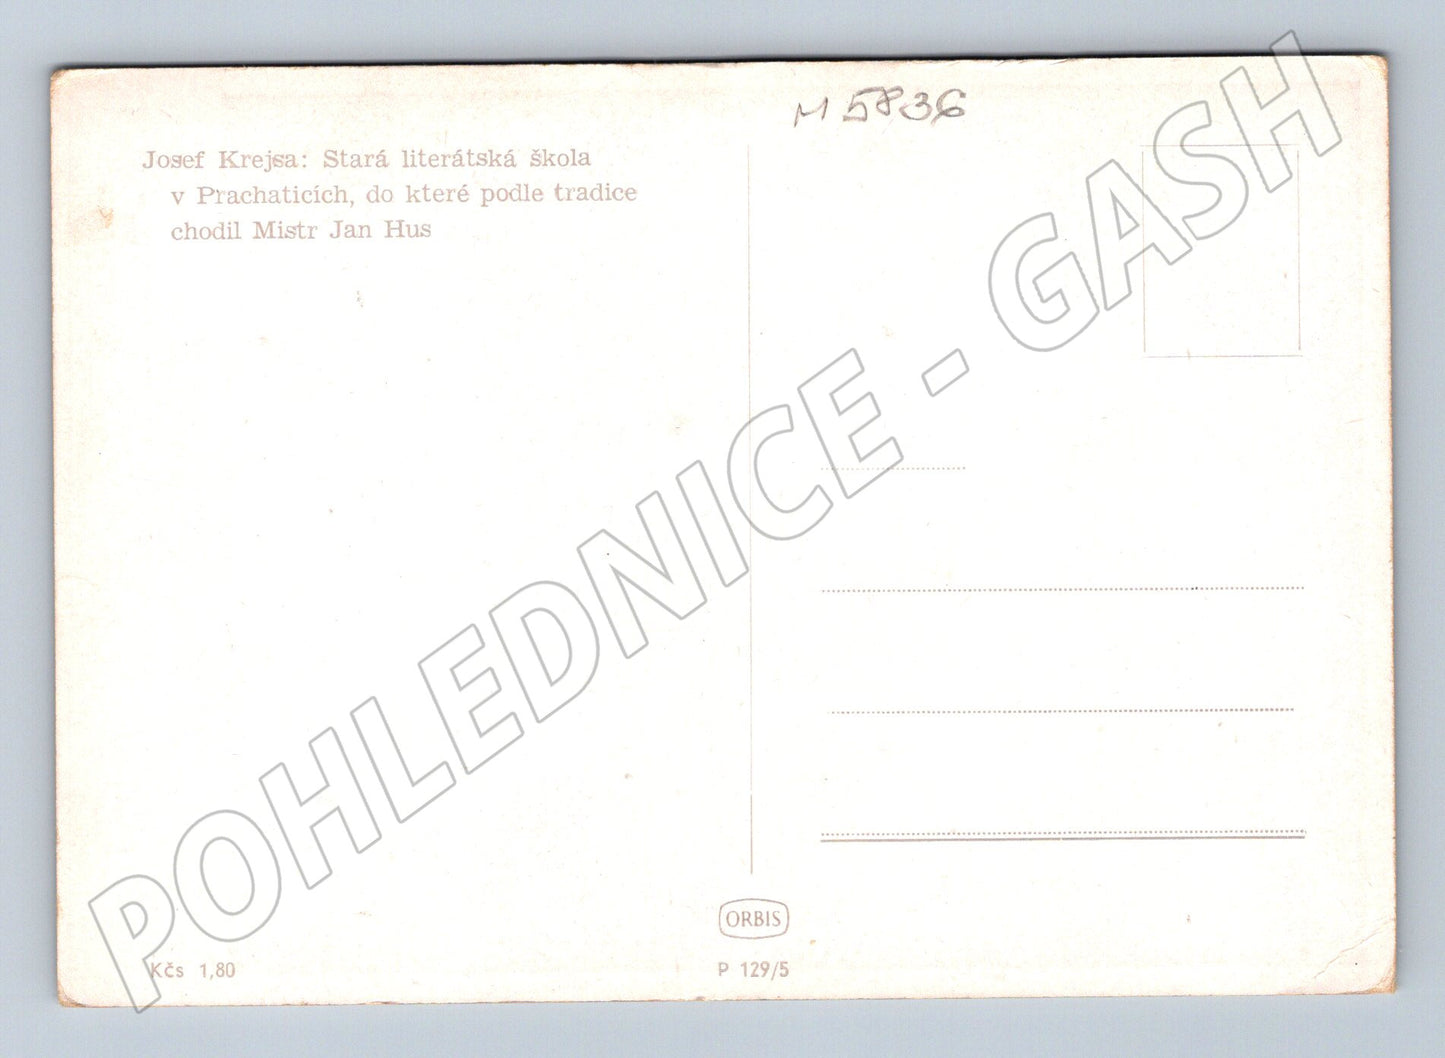 M 5836
Josef Krejsa: Stará literátská škola
v Prachaticích, do které podle tradice
chodil Mistr Jan Hus
POHLEDNICE - GASH
ORBIS
Kčs 1,80
P 129/5